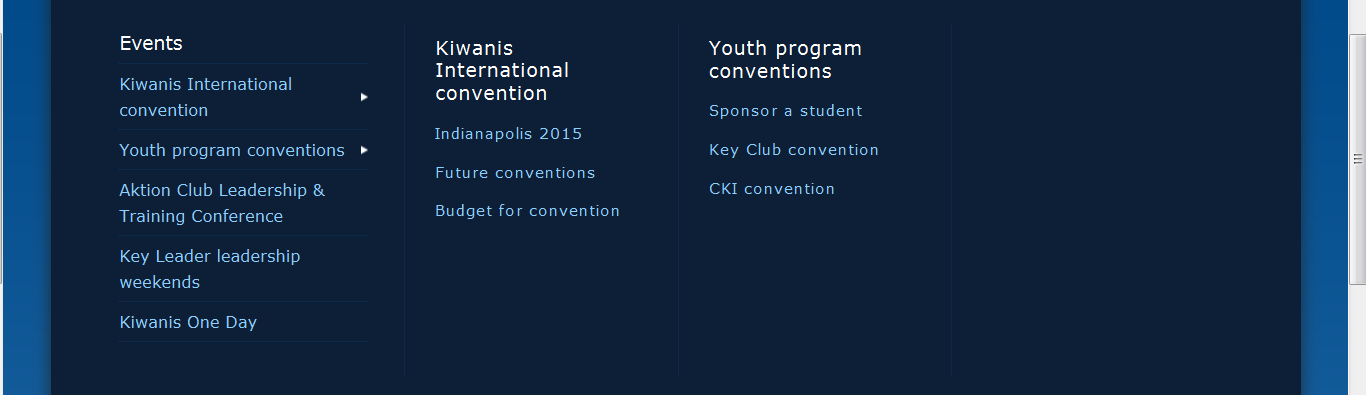 Events
Kiwanis International
convention
Youth program conventions
Aktion Club Leadership &
Training Conference
Key Leader leadership
weekends
Kiwanis One Day
Kiwanis
International
convention
Indianapolis 2015
Future conventions
Budget for convention
Youth program
conventions
Sponsor a student
Key Club convention
CKI convention